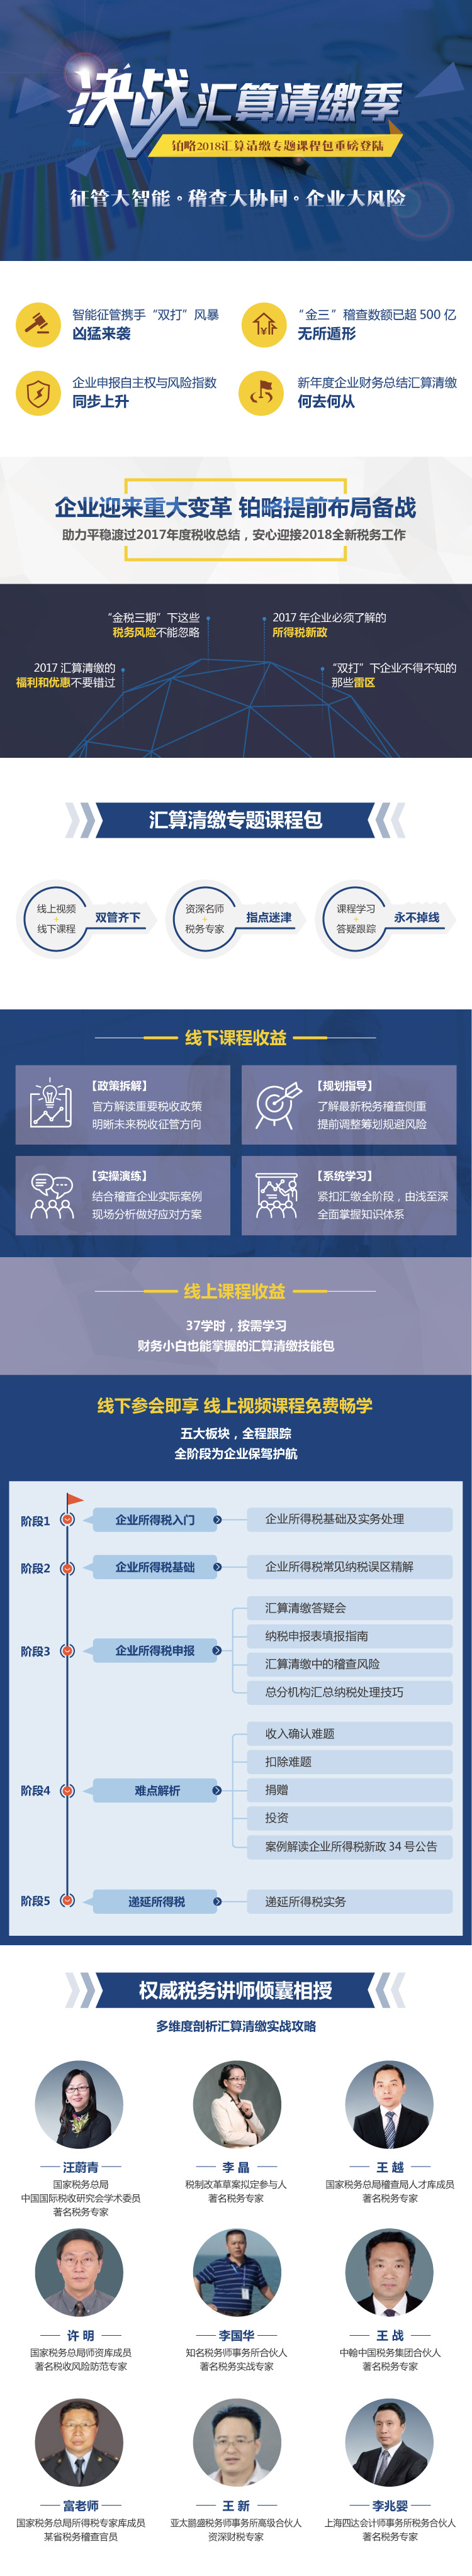 决战汇算清缴季
铂略2018汇算清缴专题课程包重磅登陆
征管大智能·稽查大协同·企业大风险
智能征管携手“双打”风暴
凶猛来袭
“金三”稽查数额已超 500 亿
无所遁形
企业申报自主权与风险指数
同步上升
新年度企业财务总结汇算清缴
何去何从
企业迎来重大变革 铂略提前布局备战
助力平稳渡过2017年度税收总结，安心迎接2018全新税务工作
“金税三期”下这些
税务风险不能忽略
2017 年企业必须了解的
所得税新政
2017 汇算清缴的
福利和优惠不要错过
“双打”下企业不得不知的
那些雷区
汇算清缴专题课程包
线上视频
+
线下课程
双管齐下
资深名师
+
税务专家
指点迷津
课程学习
+
答疑跟踪
永不掉线
线下课程收益
【政策拆解】
官方解读重要税收政策
明晰未来税收征管方向
【规划指导】
了解最新税务稽查侧重
提前调整筹划规避风险
【实操演练】
结合稽查企业实际案例
现场分析做好应对方案
【系统学习】
紧扣汇缴全阶段，由浅至深
全面掌握知识体系
线上课程收益
37学时，按需学习
财务小白也能掌握的汇算清缴技能包
线下参会即享 线上视频课程免费畅学
五大板块，全程跟踪
全阶段为企业保驾护航
阶段1
企业所得税入门
企业所得税基础及实务处理
阶段2
企业所得税基础
企业所得税常见纳税误区精解
阶段3
企业所得税申报
汇算清缴答疑会
纳税申报表填报指南
汇算清缴中的稽查风险
总分机构汇总纳税处理技巧
阶段4
难点解析
收入确认难题
扣除难题
捐赠
投资
案例解读企业所得税新政 34 号公告
阶段5
递延所得税
递延所得税实务
权威税务讲师倾囊相授
多维度剖析汇算清缴实战攻略
汪蔚青
国家税务总局
中国国际税收研究会学术委员
著名税务专家
李 晶
税制改革草案拟定参与人
著名税务专家
王 越
国家税务总局稽查局人才库成员
著名税务专家
许 明
国家税务总局师资库成员
著名税收风险防范专家
李国华
知名税务师事务所合伙人
著名税务实战专家
王 战
中翰中国税务集团合伙人
著名税务专家
富老师
国家税务总局所得税专家库成员
某省税务稽查官员
王 新
亚太鹏盛税务师事务所高级合伙人
资深财税专家
李兆婴
上海四达会计师事务所税务合伙人
著名税务专家